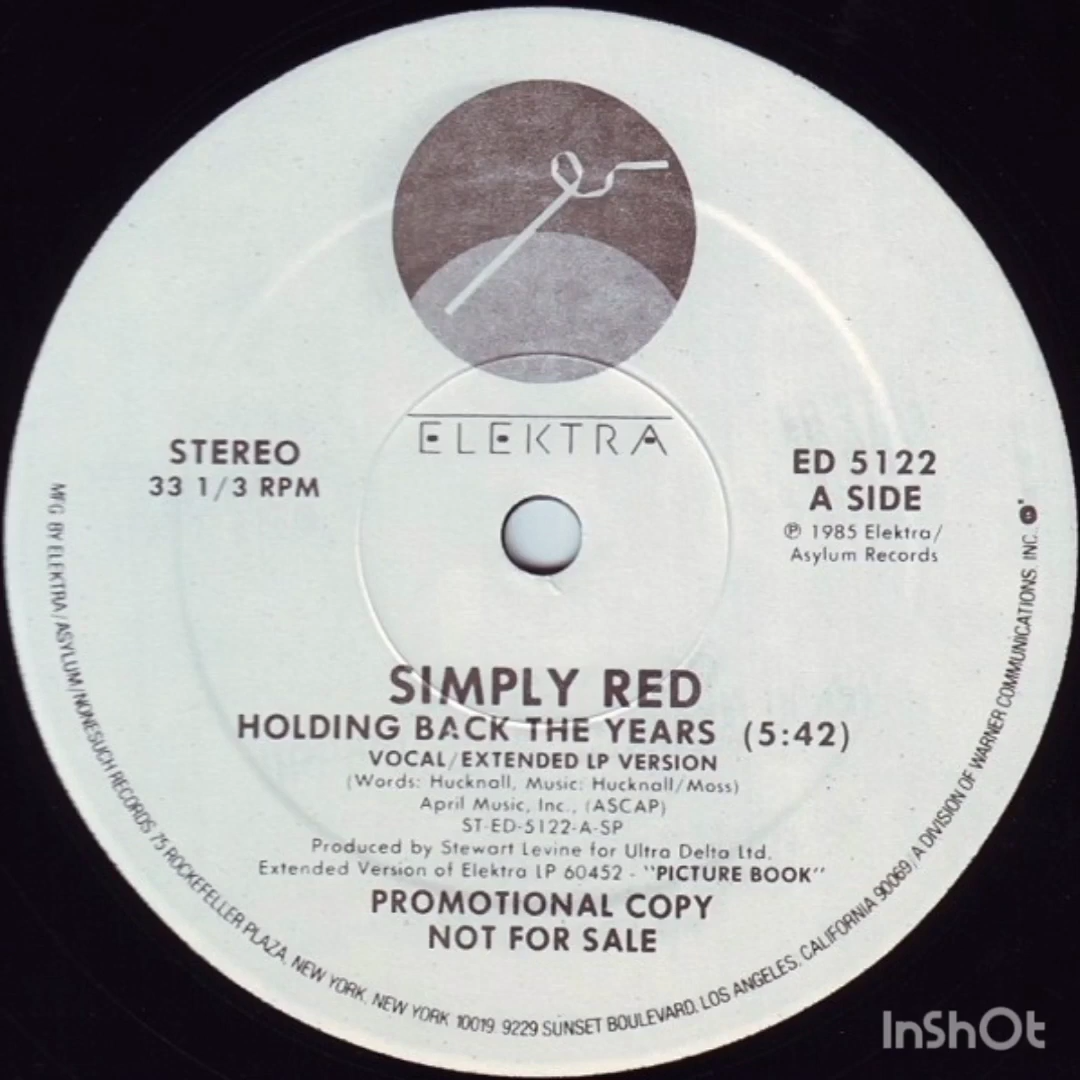 ELEKTRA
STEREO
33 1/3 RPM
ED 5122
A SIDE
℗ 1985 Elektra/
Asylum Records
SIMPLY RED
HOLDING BACK THE YEARS (5:42)
VOCAL/EXTENDED LP VERSION
(Words: Hucknall, Music: Hucknall/Moss)
April Music, Inc., (ASCAP)
ST-ED-5122-A-SP
Produced by Stewart Levine for Ultra Delta Ltd.
Extended Version of Elektra LP 60452 - "PICTURE BOOK"
PROMOTIONAL COPY
NOT FOR SALE
MFG. BY ELEKTRA/ASYLUM/NONESUCH RECORDS, 75 ROCKEFELLER PLAZA, NEW YORK, NEW YORK 10019. 9229 SUNSET BOULEVARD, LOS ANGELES, CALIFORNIA 90069, A DIVISION OF WARNER COMMUNICATIONS, INC.
InShOt